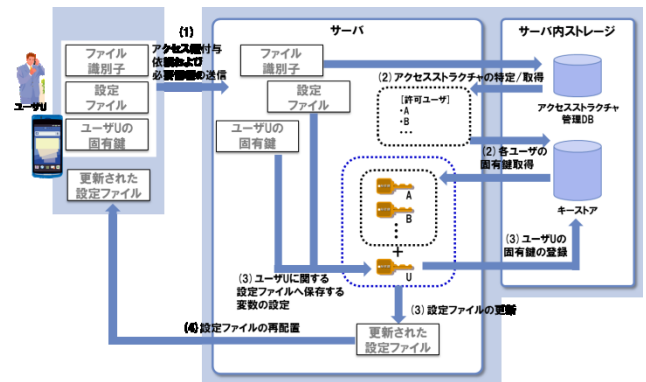 (1)
アクセス権付与
依頼および
必要情報の送信
ファイル
識別子
設定
ファイル
ユーザUの
固有鍵
更新された
設定ファイル
ユーザU
サーバ
ファイル
識別子
設定
ファイル
ユーザUの
固有鍵
(2) アクセスストラクチャの特定/取得
[許可ユーザ]
・A
・B
・・・
(2) 各ユーザの
固有鍵取得
A
B
+
U
(3) ユーザUに関する
設定ファイルへ保存する
変数の設定
(3) ユーザUの
固有鍵の登録
(3) 設定ファイルの更新
(4) 設定ファイルの再配置
更新された
設定ファイル
サーバ内ストレージ
アクセスストラクチャ
管理DB
キーストア